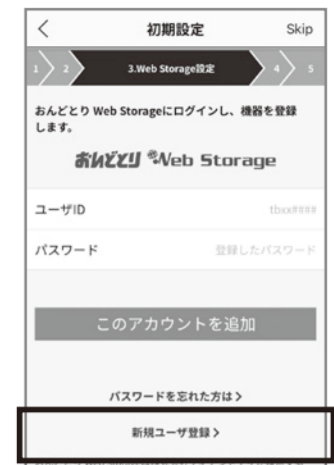 < 初期設定 Skip
1 2 3.Web Storage設定 4 5
おんどとり Web Storageにログインし、機器を登録
します。
おんどとり Web Storage
ユーザID tbxx####
パスワード 登録したパスワード
このアカウントを追加
パスワードを忘れた方は >
新規ユーザ登録 >